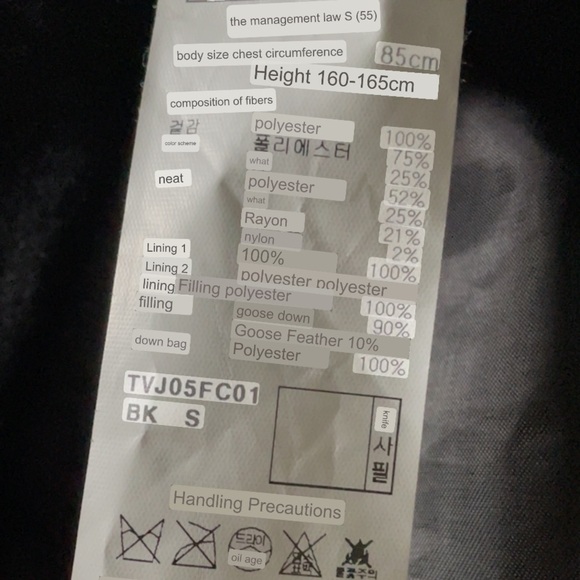 the management law S (55)
body size chest circumference 85cm
Height 160-165cm
composition of fibers
겉감 polyester 100%
color scheme 폴리에스터 75%
what 25%
neat polyester 52%
what 25%
Rayon 21%
nylon 2%
Lining 1 100% 100%
Lining 2 polyester polyester
lining Filling polyester 100%
filling goose down 90%
Goose Feather 10%
down bag Polyester 100%
TVJ05FC01
BK S
knife
사
필
Handling Precautions
드라이
oil age